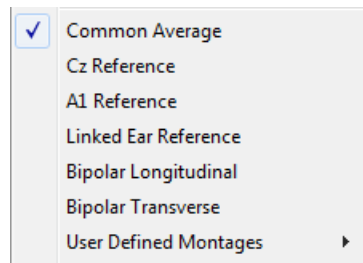 Common Average
Cz Reference
A1 Reference
Linked Ear Reference
Bipolar Longitudinal
Bipolar Transverse
User Defined Montages